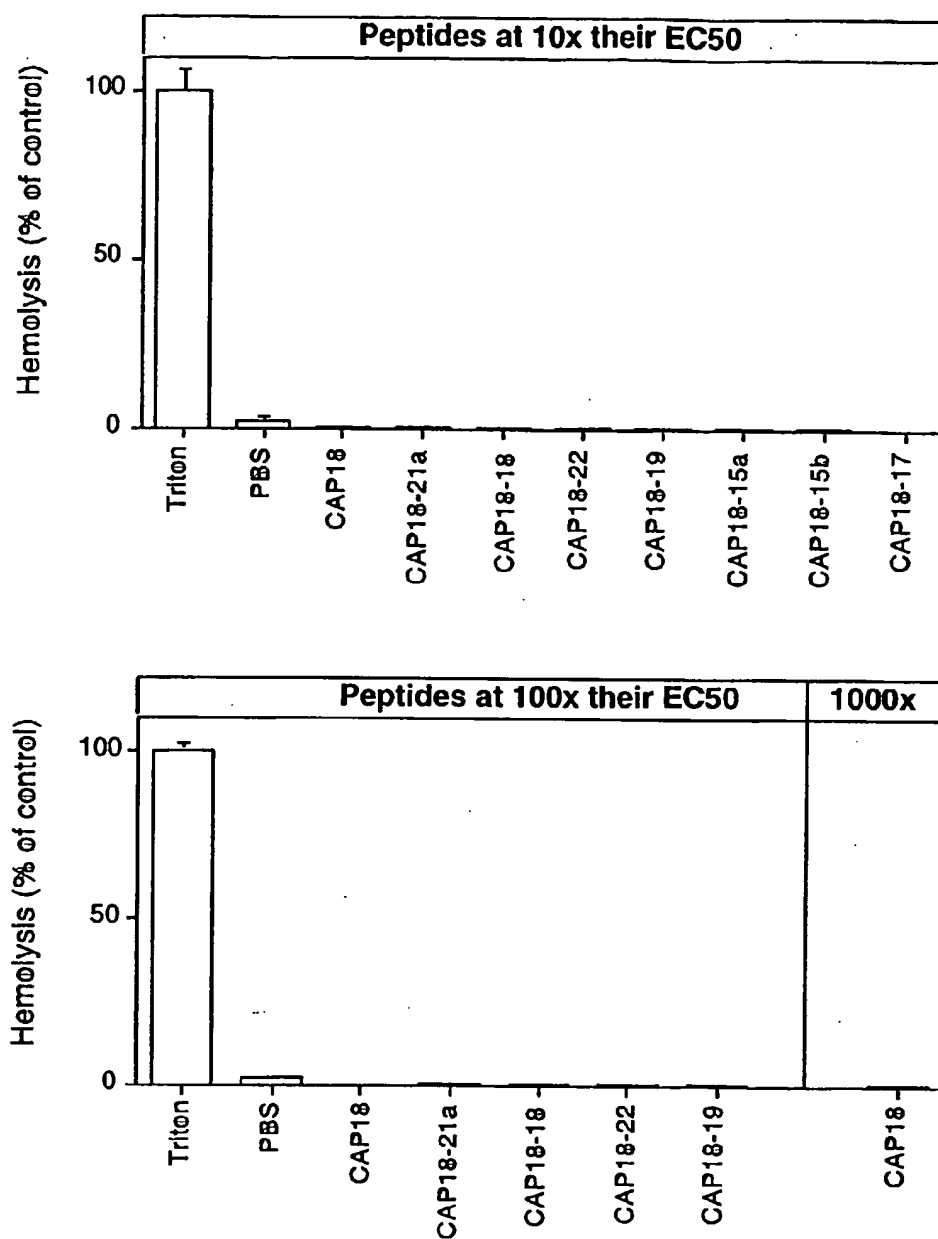 Peptides at 10x their EC50
Hemolysis (% of control)
100
50
0
Triton
PBS
CAP18
CAP18-21a
CAP18-18
CAP18-22
CAP18-19
CAP18-15a
CAP18-15b
CAP18-17
Peptides at 100x their EC50
1000x
Hemolysis (% of control)
100
50
0
Triton
PBS
CAP18
CAP18-21a
CAP18-18
CAP18-22
CAP18-19
CAP18